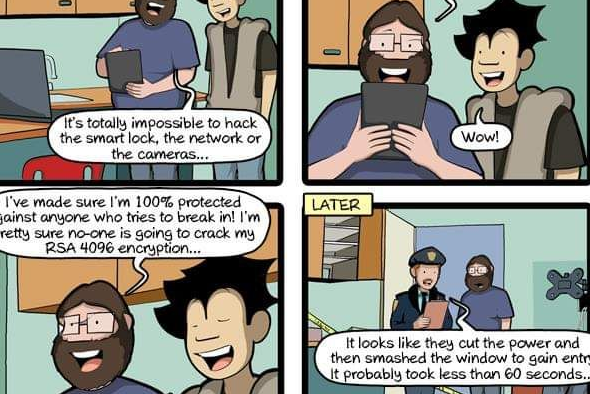 It's totally impossible to hack
the smart lock, the network or
the cameras...
Wow!
I've made sure I'm 100% protected
against anyone who tries to break in! I'm
pretty sure no-one is going to crack my
RSA 4096 encryption...
LATER
It looks like they cut the power and
then smashed the window to gain entry
It probably took less than 60 seconds...